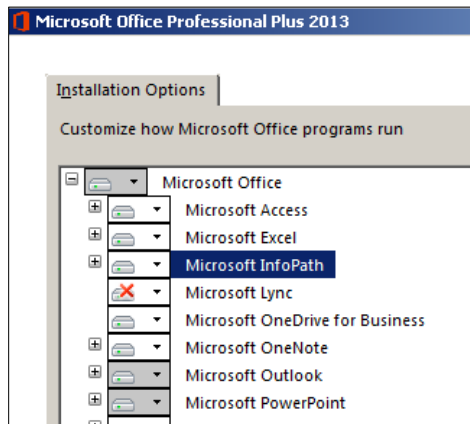 Microsoft Office Professional Plus 2013
Installation Options
Customize how Microsoft Office programs run
Microsoft Office
Microsoft Access
Microsoft Excel
Microsoft InfoPath
Microsoft Lync
Microsoft OneDrive for Business
Microsoft OneNote
Microsoft Outlook
Microsoft PowerPoint